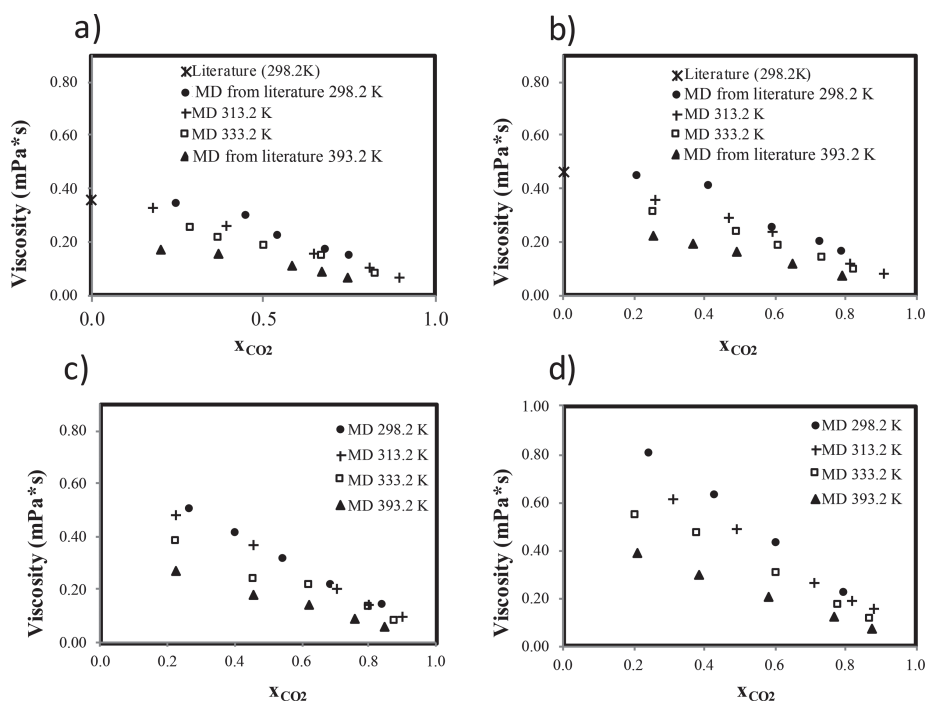 a)
0.80
0.60
0.40
0.20
0.00
Viscosity (mPa*s)
Literature (298.2K)
MD from literature 298.2 K
MD 313.2 K
MD 333.2 K
MD from literature 393.2 K
0.0
0.5
1.0
xCO2
b)
0.80
0.60
0.40
0.20
0.00
Viscosity (mPa*s)
Literature (298.2K)
MD from literature 298.2 K
MD 313.2 K
MD 333.2 K
MD from literature 393.2 K
0.0
0.2
0.4
0.6
0.8
1.0
xCO2
c)
0.80
0.60
0.40
0.20
0.00
Viscosity (mPa*s)
MD 298.2 K
MD 313.2 K
MD 333.2 K
MD 393.2 K
0.0
0.2
0.4
0.6
0.8
1.0
xCO2
d)
1.00
0.80
0.60
0.40
0.20
0.00
Viscosity (mPa*s)
MD 298.2 K
MD 313.2 K
MD 333.2 K
MD 393.2 K
0.0
0.2
0.4
0.6
0.8
1.0
xCO2